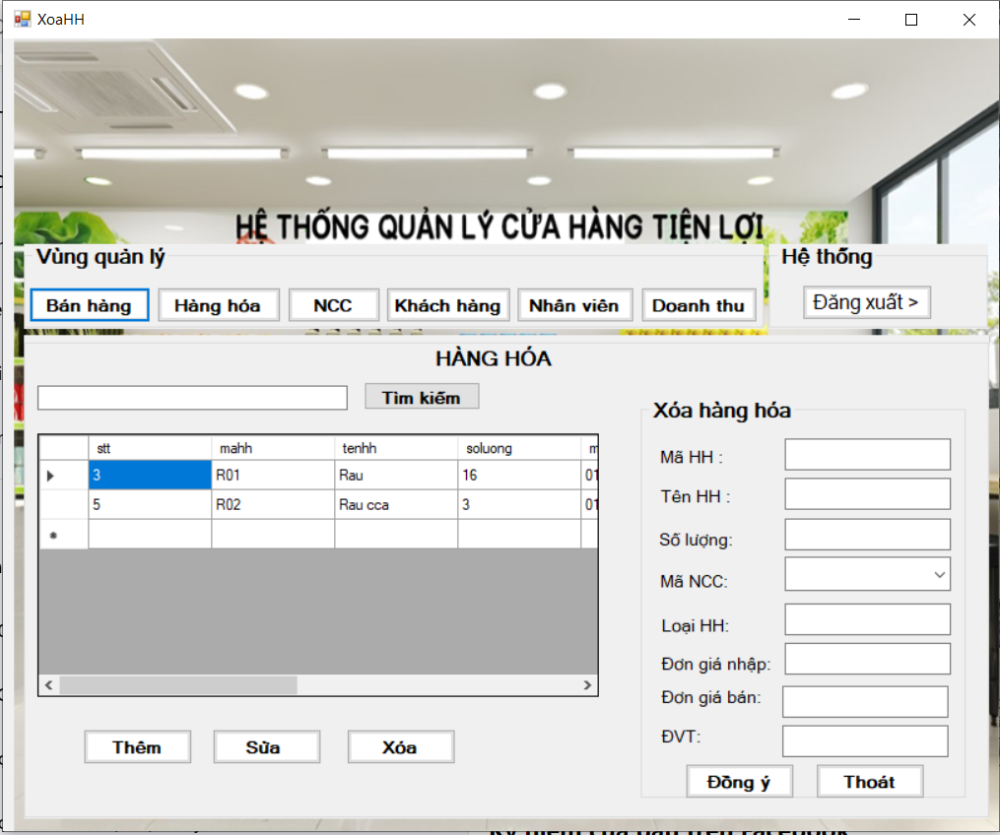 XoaHH
HỆ THỐNG QUẢN LÝ CỬA HÀNG TIỆN LỢI
Vùng quản lý
Hệ thống
Bán hàng Hàng hóa NCC Khách hàng Nhân viên Doanh thu Đăng xuất >
HÀNG HÓA
Tìm kiếm
Xóa hàng hóa
stt mahh tenhh soluong m
3 R01 Rau 16 01
5 R02 Rau cca 3 01
Mã HH :
Tên HH :
Số lượng:
Mã NCC:
Loại HH:
Đơn giá nhập:
Đơn giá bán:
ĐVT:
Thêm Sửa Xóa
Đồng ý Thoát